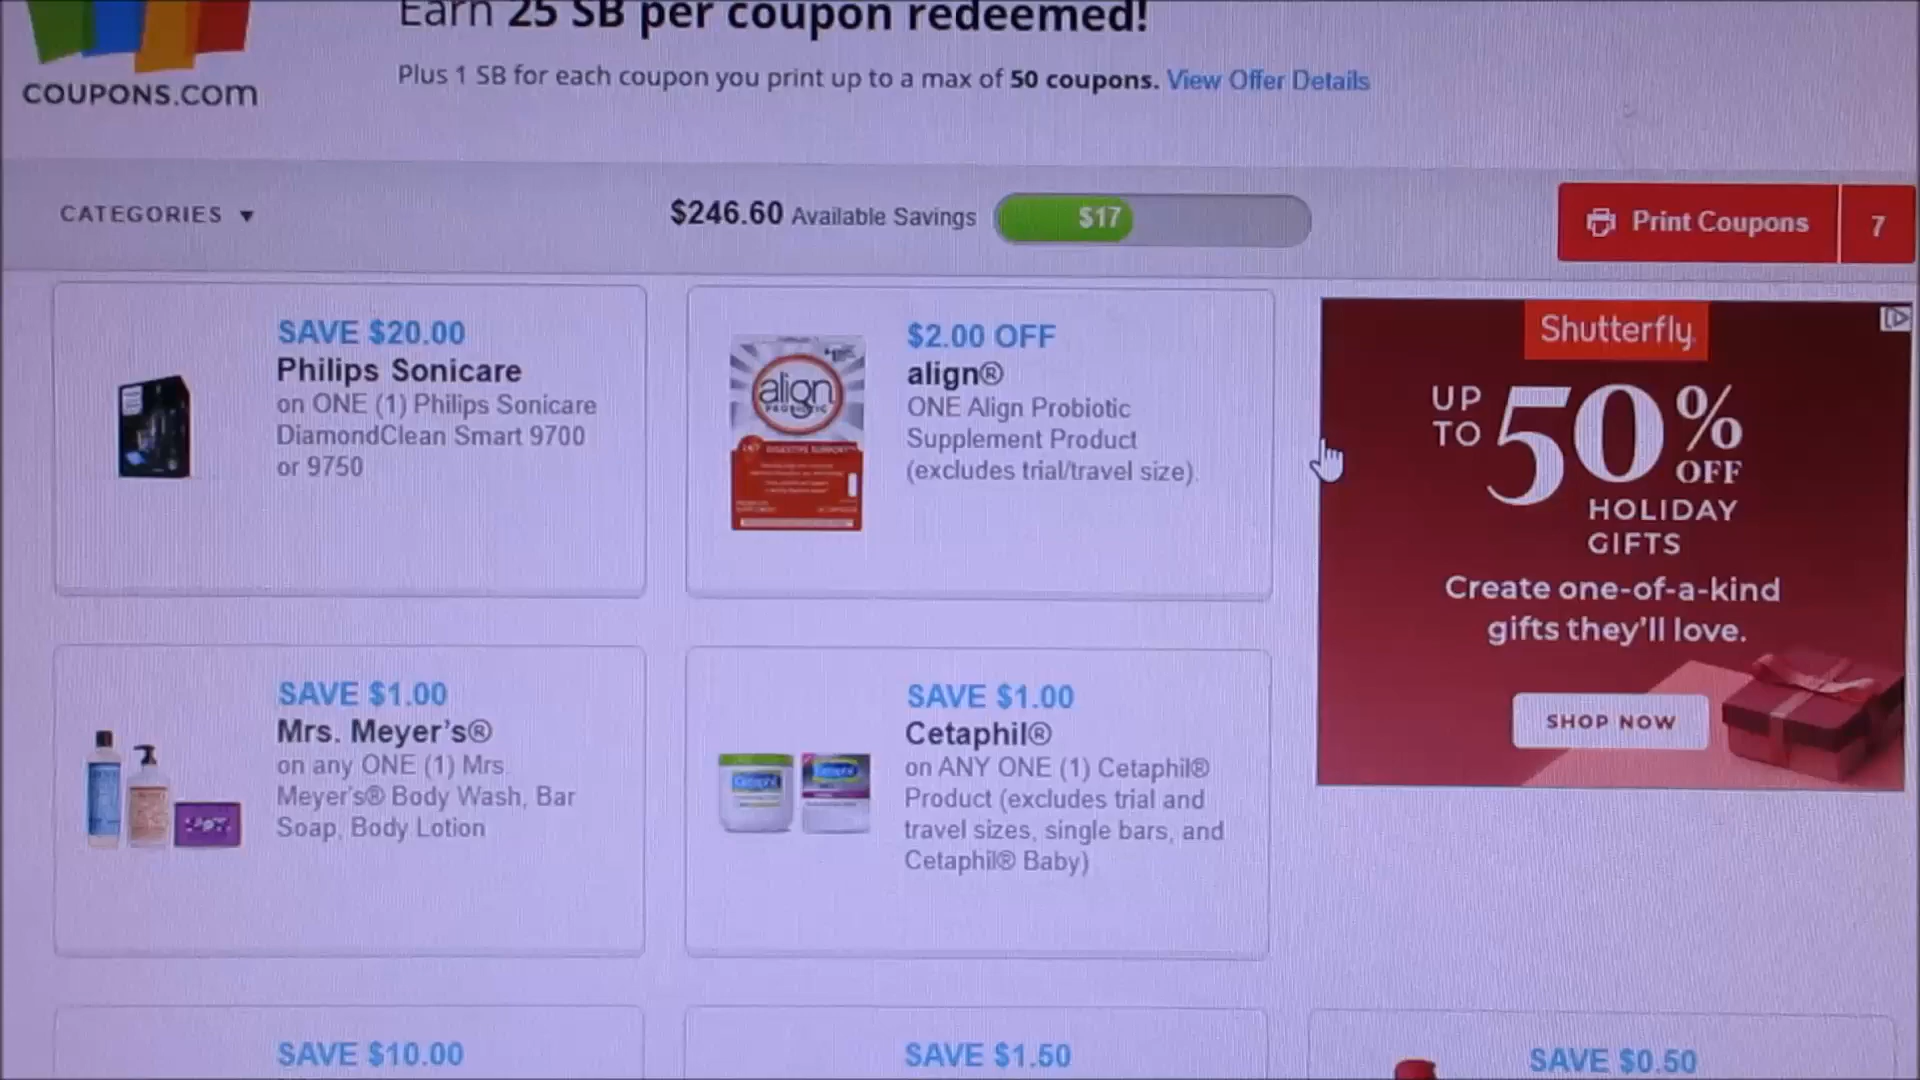 Earn 25 SB per coupon redeemed!
COUPONS.com
Plus 1 SB for each coupon you print up to a max of 50 coupons. View Offer Details
CATEGORIES ▼
$246.60 Available Savings
$17
Print Coupons
7
SAVE $20.00
Philips Sonicare
on ONE (1) Philips Sonicare
DiamondClean Smart 9700
or 9750
align
PROBIOTIC
$2.00 OFF
align®
ONE Align Probiotic
Supplement Product
(excludes trial/travel size).
Shutterfly
UP
TO
50%
OFF
HOLIDAY
GIFTS
Create one-of-a-kind
gifts they'll love.
SHOP NOW
SAVE $1.00
Mrs. Meyer's®
on any ONE (1) Mrs.
Meyer's® Body Wash, Bar
Soap, Body Lotion
Cetaphil
Cetaphil
SAVE $1.00
Cetaphil®
on ANY ONE (1) Cetaphil®
Product (excludes trial and
travel sizes, single bars, and
Cetaphil® Baby)
SAVE $10.00
SAVE $1.50
SAVE $0.50